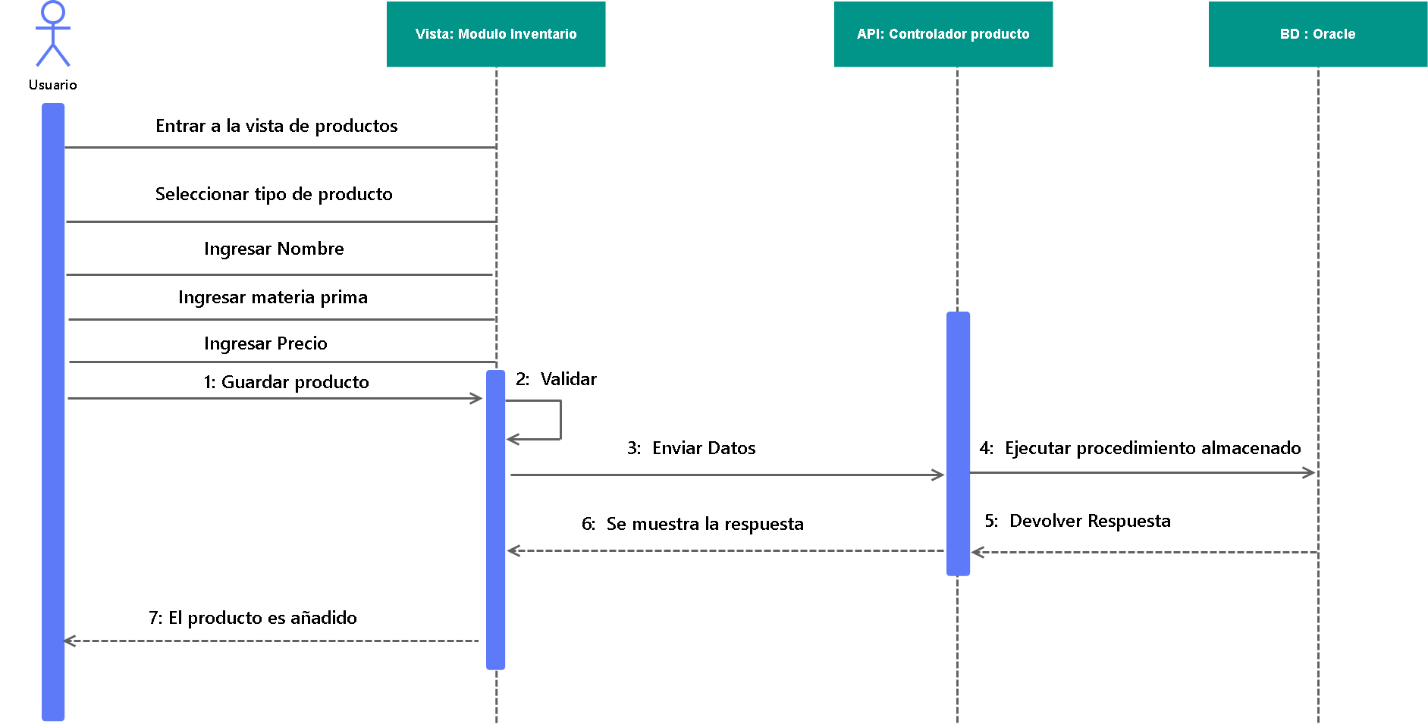 Vista: Modulo Inventario
API: Controlador producto
BD : Oracle
Usuario
Entrar a la vista de productos
Seleccionar tipo de producto
Ingresar Nombre
Ingresar materia prima
Ingresar Precio
1: Guardar producto
2: Validar
3: Enviar Datos
4: Ejecutar procedimiento almacenado
5: Devolver Respuesta
6: Se muestra la respuesta
7: El producto es añadido